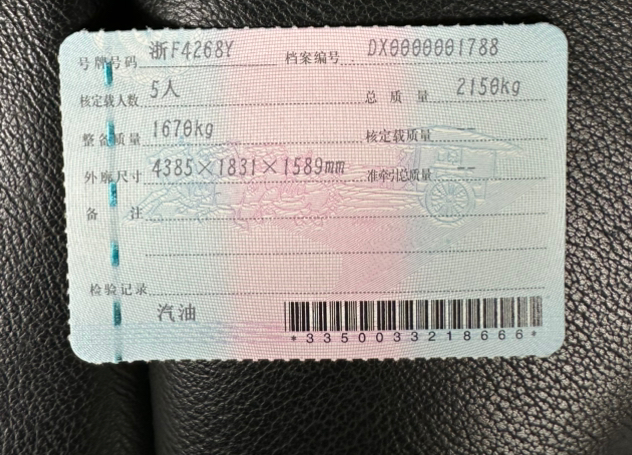 号牌号码 浙F4268Y 档案编号 DX0000001788
核定载人数 5人 总质量 2150kg
整备质量 1670kg 核定载质量
外廓尺寸 4385×1831×1589mm 准牵引总质量
备注
检验记录
汽油
*3350033218666*